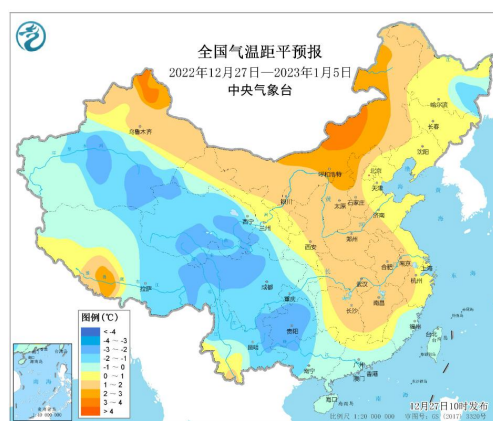 全国气温距平预报
2022年12月27日—2023年1月5日
中央气象台
哈尔滨
长春
沈阳
乌鲁木齐
呼和浩特
北京
天津
银川
太原
石家庄
济南
西宁
兰州
西安
郑州
合肥
南京
上海
武汉
杭州
拉萨
成都
重庆
南昌
长沙
贵阳
福州
台北
昆明
南宁
广州
澳门
香港
海口
图例(℃)
< -4
-4 ~ -3
-3 ~ -2
-2 ~ -1
-1 ~ 0
0 ~ 1
1 ~ 2
2 ~ 3
3 ~ 4
> 4
12月27日10时发布
比例尺 1:20 000 000